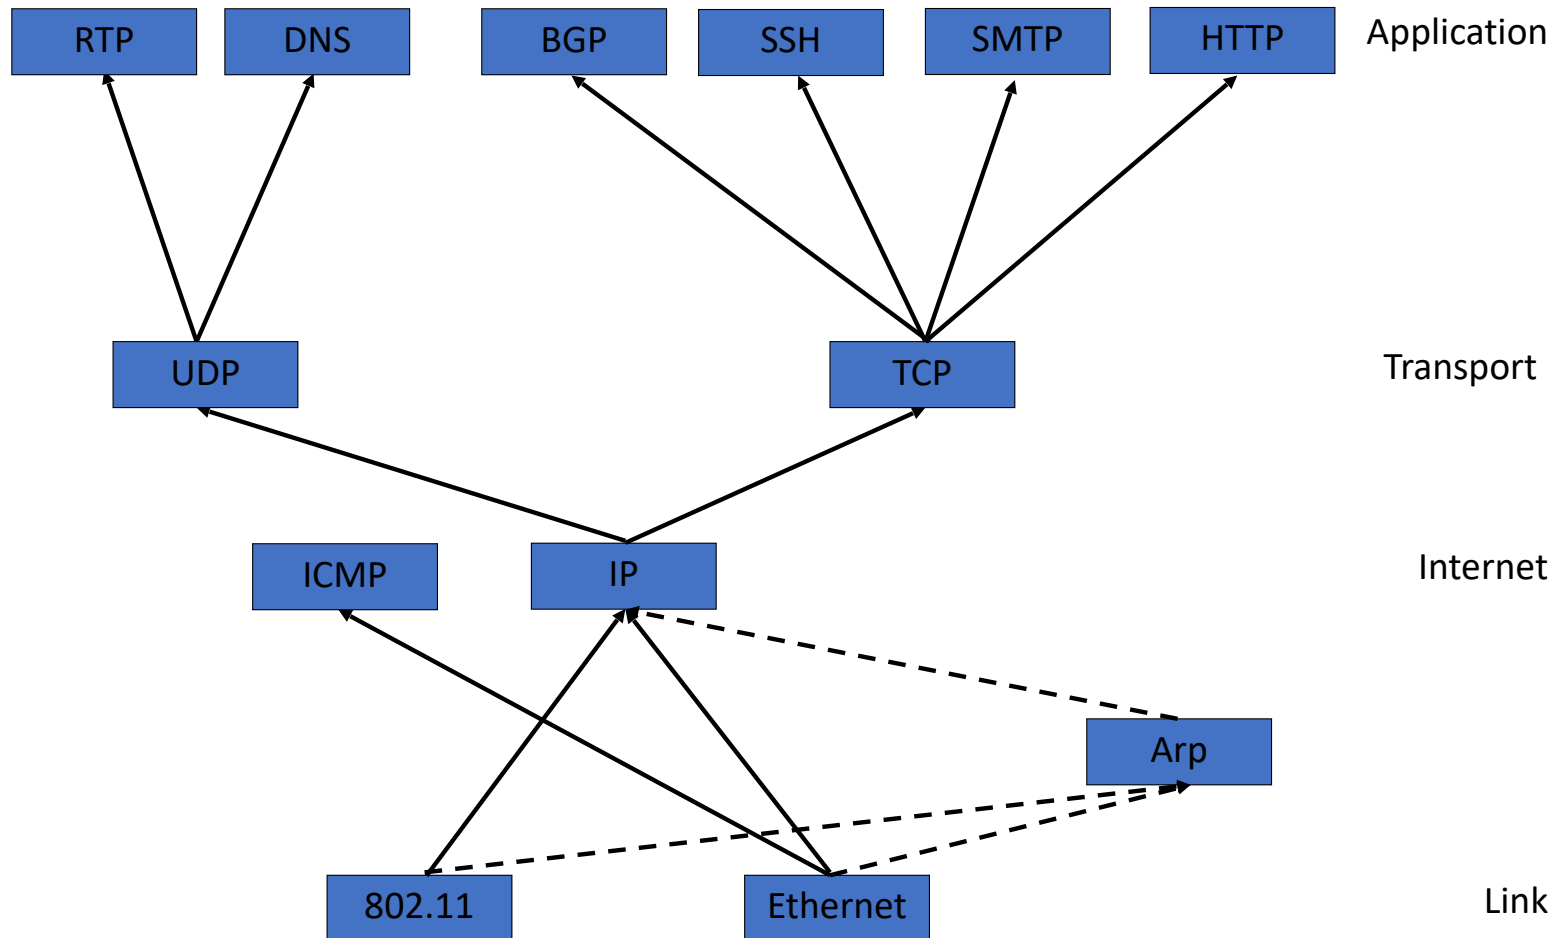 RTP
DNS
BGP
SSH
SMTP
HTTP
Application
UDP
TCP
Transport
ICMP
IP
Internet
Arp
802.11
Ethernet
Link